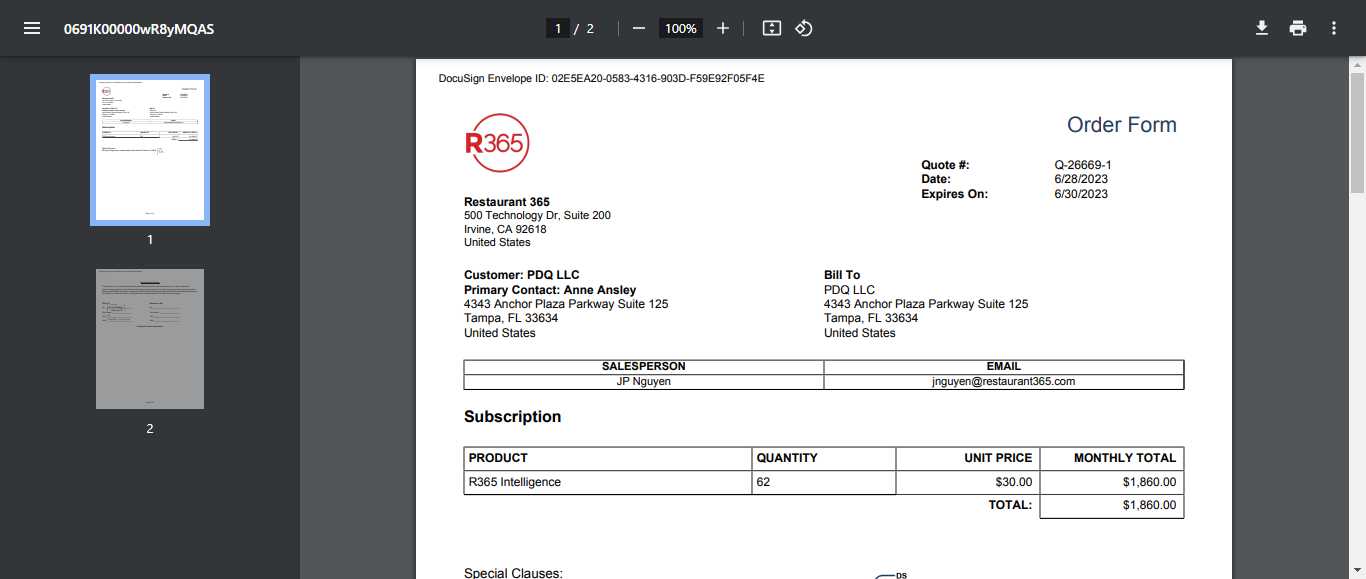 0691K00000wR8yMQAS
1 / 2
100%
1
2
DocuSign Envelope ID: 02E5EA20-0583-4316-903D-F59E92F05F4E
R365
Order Form
Quote #: Q-26669-1
Date: 6/28/2023
Expires On: 6/30/2023
Restaurant 365
500 Technology Dr, Suite 200
Irvine, CA 92618
United States
Customer: PDQ LLC
Primary Contact: Anne Ansley
4343 Anchor Plaza Parkway Suite 125
Tampa, FL 33634
United States
Bill To
PDQ LLC
4343 Anchor Plaza Parkway Suite 125
Tampa, FL 33634
United States
SALESPERSON EMAIL
JP Nguyen jnguyen@restaurant365.com
Subscription
PRODUCT QUANTITY UNIT PRICE MONTHLY TOTAL
R365 Intelligence 62 $30.00 $1,860.00
TOTAL: $1,860.00
Special Clauses:
DS